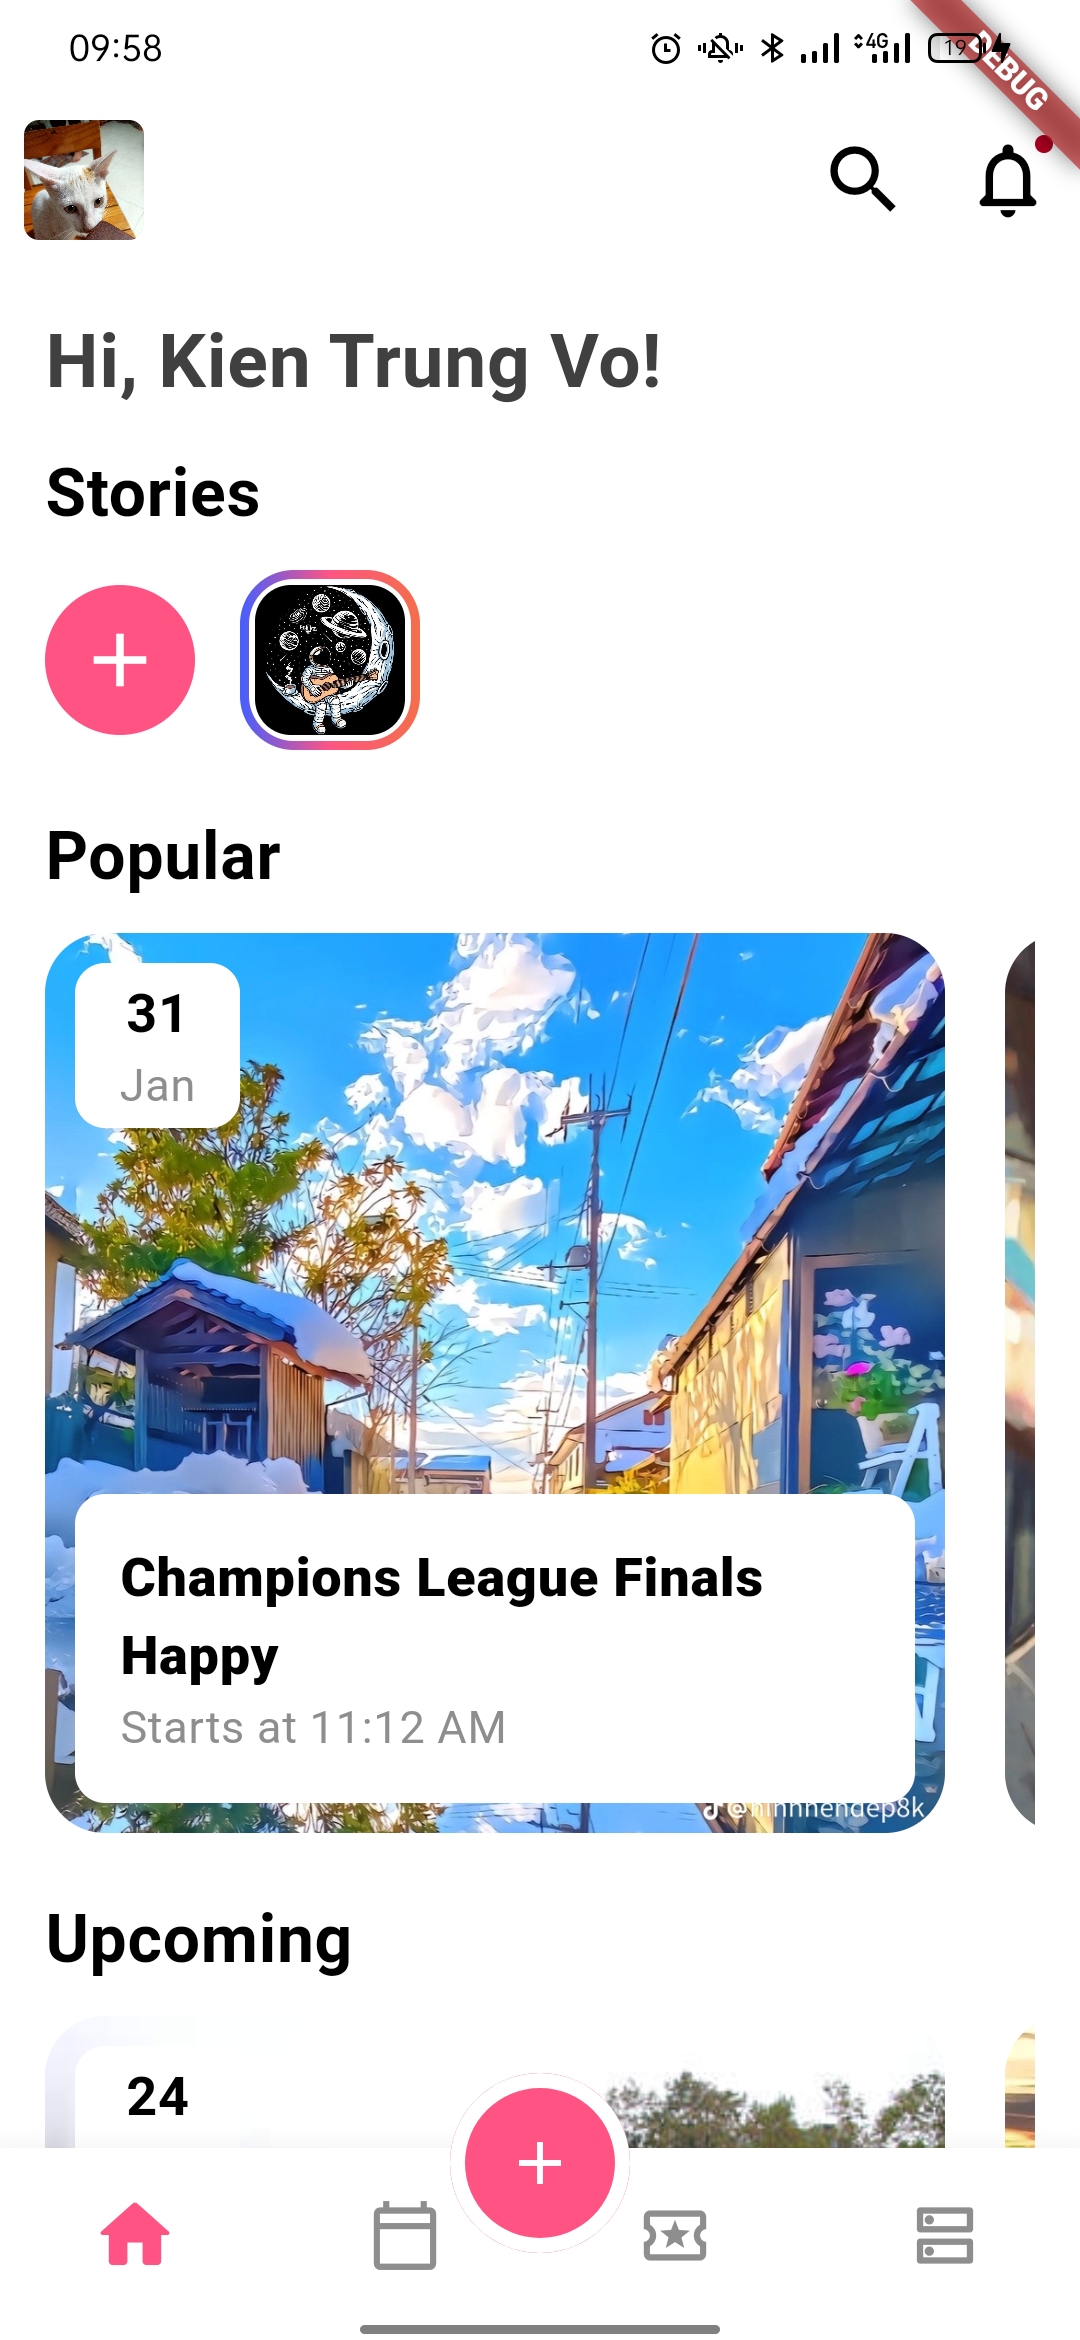 09:58
4G
19
DEBUG
Hi, Kien Trung Vo!
Stories
Popular
31
Jan
Champions League Finals
Happy
Starts at 11:12 AM
Upcoming
24